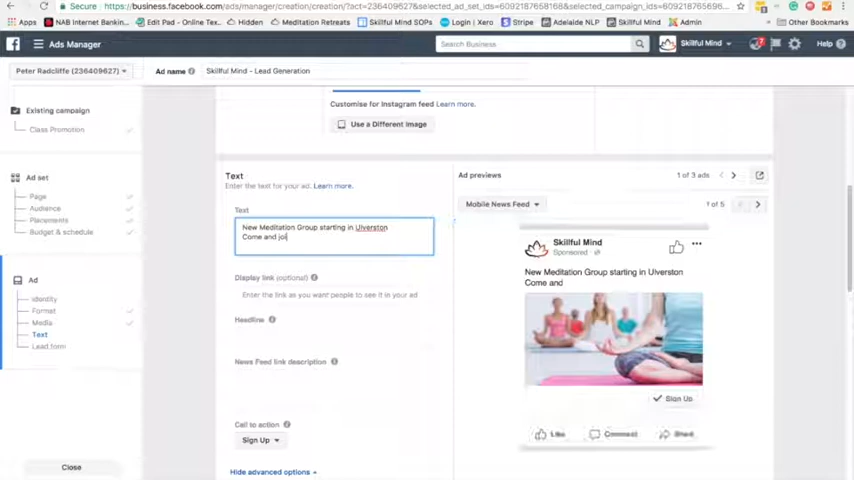 Secure https://business.facebook.com/ads/manager/creation/creation/?act=236409627&selected_ad_set_ids=6092187658168&selected_campaign_ids=6092187655696...
Apps NAB Internet Banking... Edit Pad - Online Text... Hidden Meditation Retreats Skillful Mind SOPs Login | Xero Stripe Adelaide NLP Skillful Mind Admin Other Bookmarks
Ads Manager Search Business Skillful Mind Help
Peter Radcliffe (236409627) Ad name Skillful Mind - Lead Generation
Existing campaign
Class Promotion
Ad set
Page
Audience
Placements
Budget & schedule
Ad
Identity
Format
Media
Text
Lead form
Close
Customise for Instagram feed Learn more.
Use a Different Image
Text
Enter the text for your ad. Learn more.
Text
New Meditation Group starting in Ulverston
Come and joi
Display link (optional)
Enter the link as you want people to see it in your ad
Headline
News Feed link description
Call to action
Sign Up
Hide advanced options
Ad previews 1 of 3 ads
Mobile News Feed 1 of 5
Skillful Mind
Sponsored
New Meditation Group starting in Ulverston
Come and
Sign Up
Like Comment Share